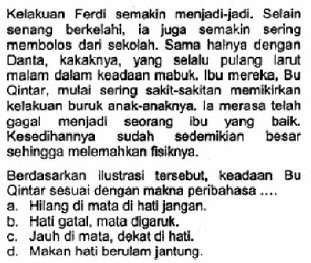 Kelakuan Ferdi semakin menjadi-jadi. Selain
senang berkelahi, ia juga semakin sering
membolos dari sekolah. Sama halnya dengan
Danta, kakaknya, yang selalu pulang larut
malam dalam keadaan mabuk. Ibu mereka, Bu
Qintar, mulai sering sakit-sakitan memikirkan
kelakuan buruk anak-anaknya. Ia merasa telah
gagal menjadi seorang ibu yang baik.
Kesedihannya sudah sedemikian besar
sehingga melemahkan fisiknya.
Berdasarkan ilustrasi tersebut, keadaan Bu
Qintar sesuai dengan makna peribahasa ....
a. Hilang di mata di hati jangan.
b. Hati gatal, mata digaruk.
c. Jauh di mata, dekat di hati.
d. Makan hati berulam jantung.